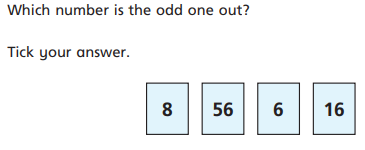 Which number is the odd one out?
Tick your answer.
8 56 6 16